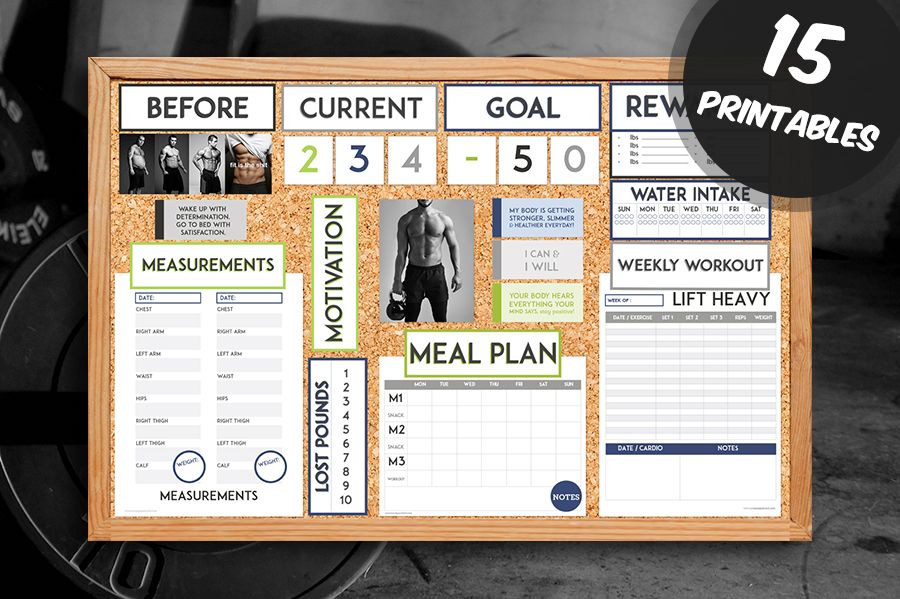 15
PRINTABLES
BEFORE
CURRENT
GOAL
fit is the shit
2 3 4 - 5 0
lbs
lbs
lbs
lbs
WATER INTAKE
SUN MON TUE WED THU FRI SAT
WAKE UP WITH
DETERMINATION.
GO TO BED WITH
SATISFACTION.
MOTIVATION
MY BODY IS GETTING
STRONGER, SLIMMER
& HEALTHIER EVERYDAY!
I CAN &
I WILL
YOUR BODY HEARS
EVERYTHING YOUR
MIND SAYS, stay positive!
MEASUREMENTS
DATE: DATE:
CHEST CHEST
RIGHT ARM RIGHT ARM
LEFT ARM LEFT ARM
WAIST WAIST
HIPS HIPS
RIGHT THIGH RIGHT THIGH
LEFT THIGH LEFT THIGH
CALF CALF
WEIGHT: WEIGHT:
MEASUREMENTS
LOST POUNDS
1
2
3
4
5
6
7
8
9
10
MEAL PLAN
MON TUE WED THU FRI SAT SUN
M1
SNACK
M2
SNACK
M3
WORKOUT
NOTES
WEEKLY WORKOUT
WEEK OF :
LIFT HEAVY
DATE / EXERCISE SET 1 SET 2 SET 3 REPS WEIGHT
DATE / CARDIO NOTES